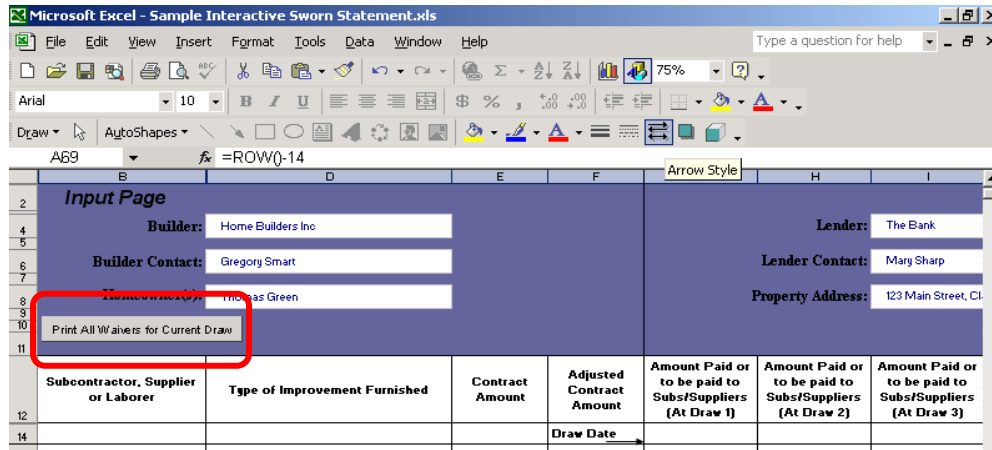 Microsoft Excel - Sample Interactive Sworn Statement.xls
File Edit View Insert Format Tools Data Window Help Type a question for help
75%
Arial 10 B I U $ % ,
Draw AutoShapes
A69 fx =ROW()-14
Arrow Style
B D E F H I
2 Input Page
4 Builder: Home Builders Inc Lender: The Bank
5
6 Builder Contact: Gregory Smart Lender Contact: Mary Sharp
7
8 Homeowner(s): Thomas Green Property Address: 123 Main Street, Cl
9
10 Print All Waivers for Current Draw
11
Subcontractor, Supplier
or Laborer
Type of Improvement Furnished
Contract
Amount
Adjusted
Contract
Amount
Amount Paid or
to be paid to
Subs/Suppliers
(At Draw 1)
Amount Paid or
to be paid to
Subs/Suppliers
(At Draw 2)
Amount Paid or
to be paid to
Subs/Suppliers
(At Draw 3)
12
14 Draw Date